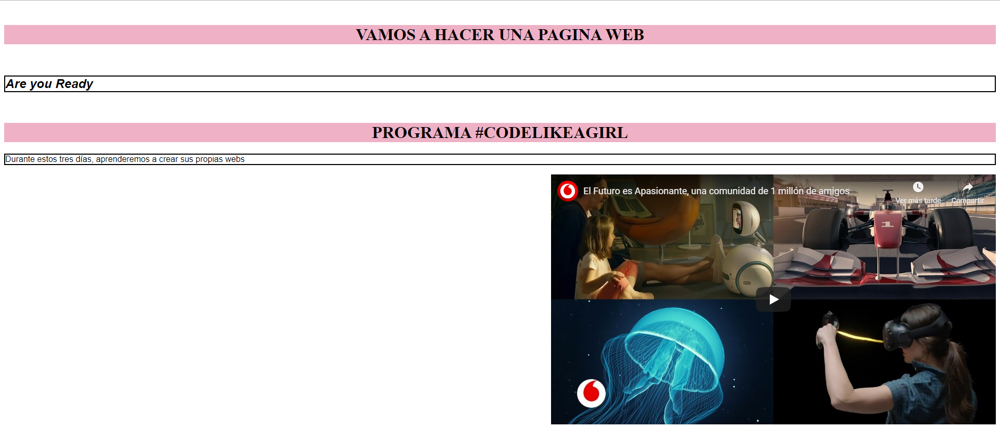 VAMOS A HACER UNA PAGINA WEB
Are you Ready
PROGRAMA #CODELIKEAGIRL
Durante estos tres días, aprenderemos a crear sus propias webs
El Futuro es Apasionante, una comunidad de 1 millón de amigos
Ver más tarde
Compartir
1